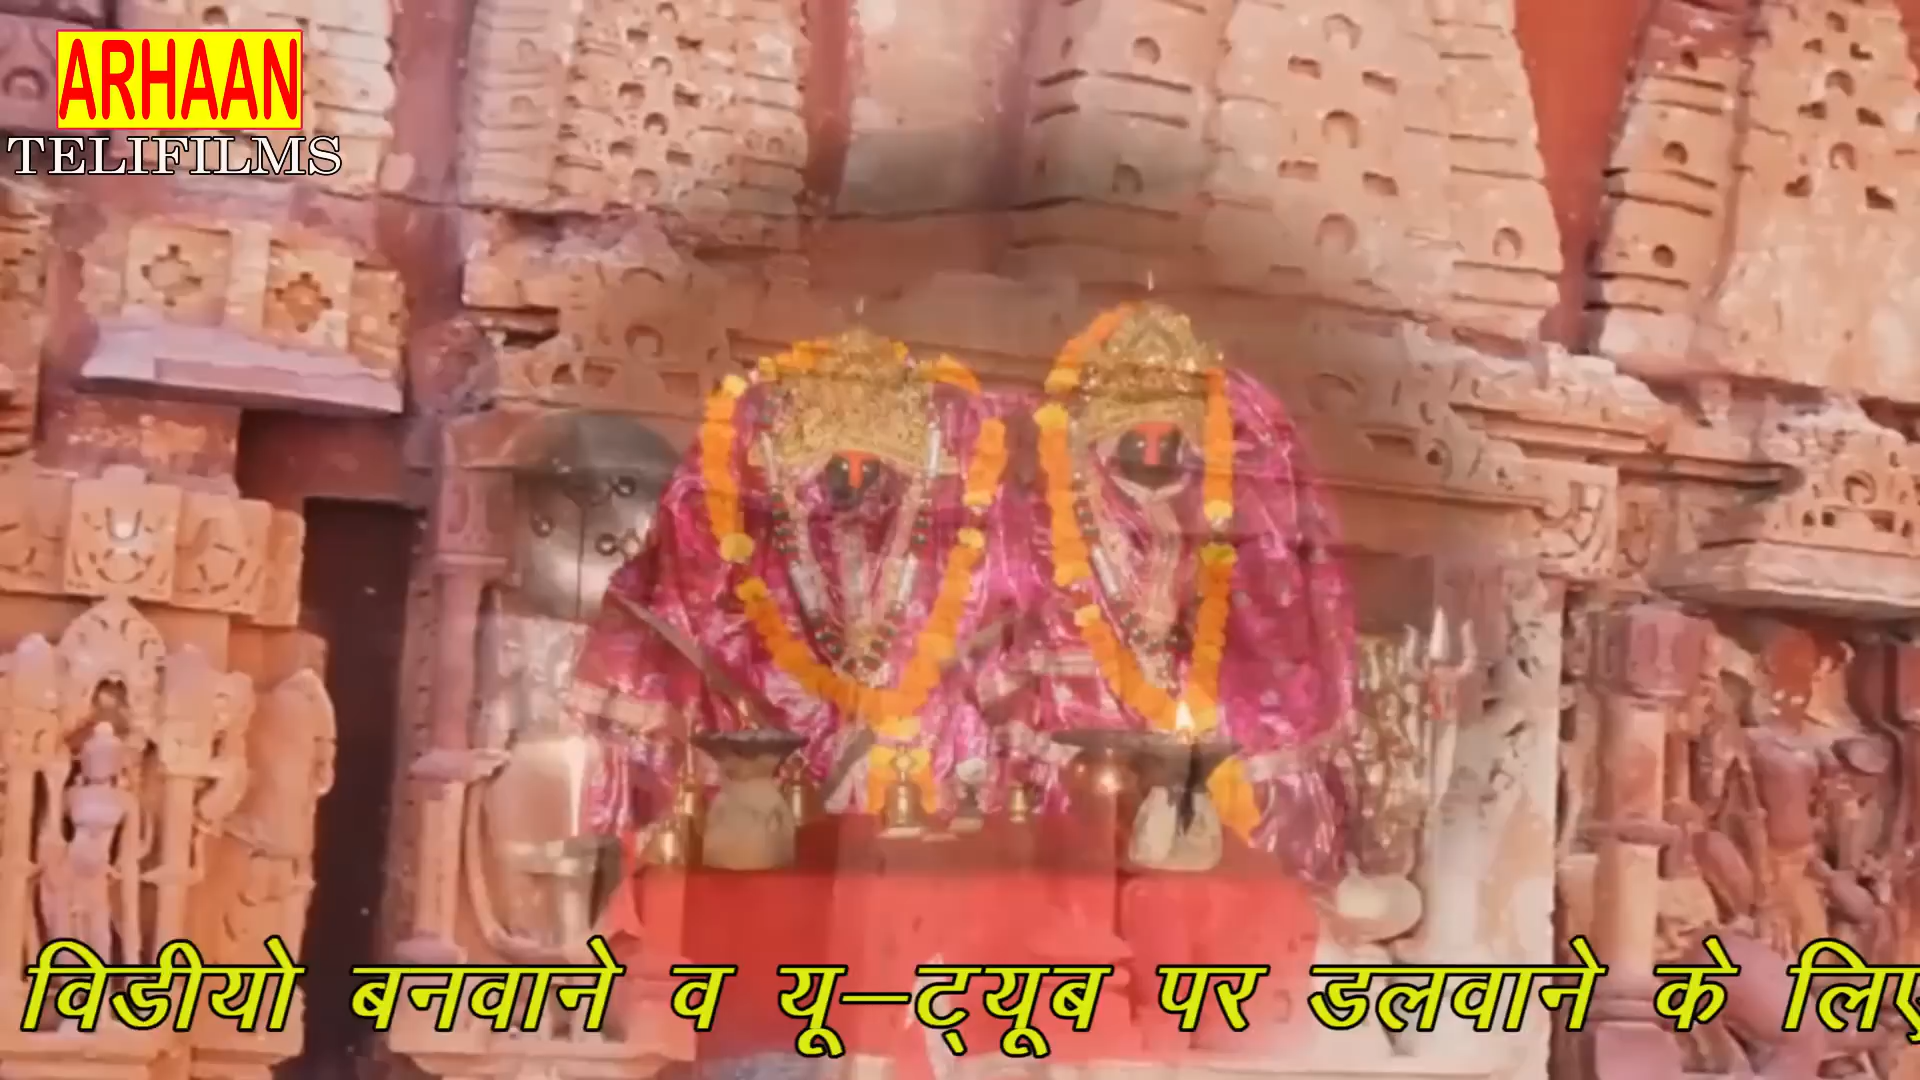 ARHAAN
TELIFILMS
विडीयो बनवाने व यू–ट्यूब पर डलवाने के लिए